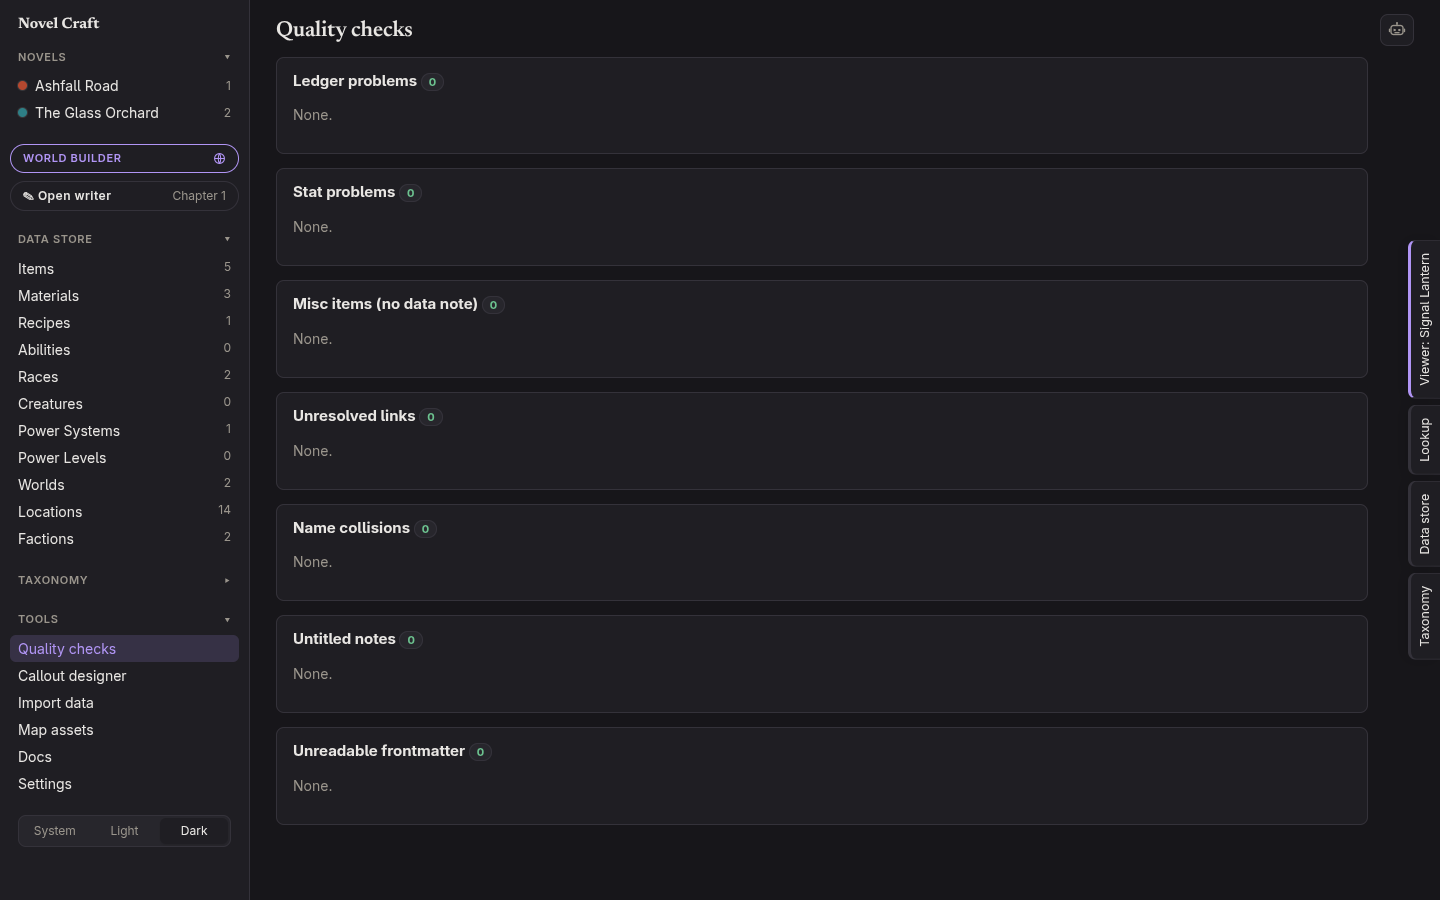 Novel Craft
NOVELS
Ashfall Road 1
The Glass Orchard 2
WORLD BUILDER
Open writer Chapter 1
DATA STORE
Items 5
Materials 3
Recipes 1
Abilities 0
Races 2
Creatures 0
Power Systems 1
Power Levels 0
Worlds 2
Locations 14
Factions 2
TAXONOMY
TOOLS
Quality checks
Callout designer
Import data
Map assets
Docs
Settings
System Light Dark
Quality checks
Ledger problems 0
None.
Stat problems 0
None.
Misc items (no data note) 0
None.
Unresolved links 0
None.
Name collisions 0
None.
Untitled notes 0
None.
Unreadable frontmatter 0
None.
Viewer: Signal Lantern
Lookup
Data store
Taxonomy